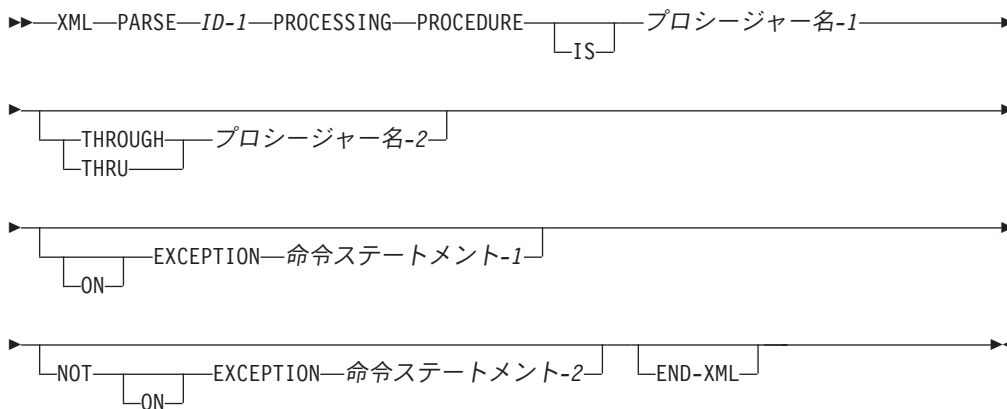 XML PARSE ID-1 PROCESSING PROCEDURE プロシージャー名-1
IS
THROUGH プロシージャー名-2
THRU
EXCEPTION 命令ステートメント-1
ON
NOT EXCEPTION 命令ステートメント-2 END-XML
ON